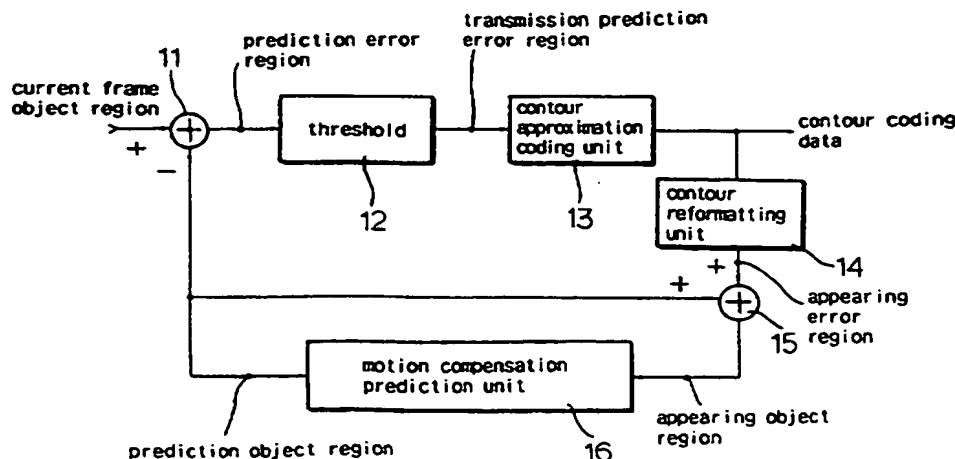 transmission prediction
error region
prediction error
region
11
current frame
object region
+
−
+
threshold
12
contour
approximation
coding unit
13
contour coding
data
contour
reformatting
unit
14
+
+
+
15
appearing
error
region
motion compensation
prediction unit
16
prediction object region
appearing object
region